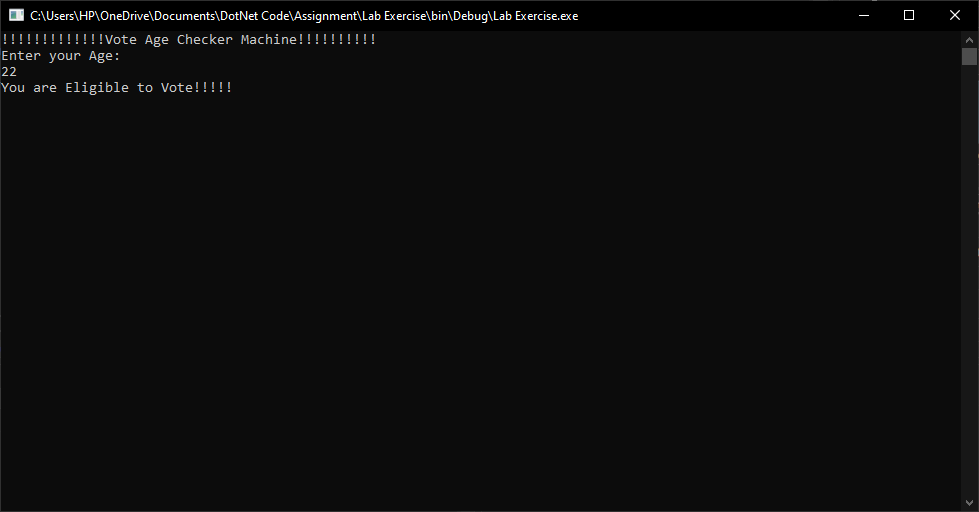 C:\Users\HP\OneDrive\Documents\DotNet Code\Assignment\Lab Exercise\bin\Debug\Lab Exercise.exe
!!!!!!!!!!!!!Vote Age Checker Machine!!!!!!!!!!
Enter your Age:
22
You are Eligible to Vote!!!!!